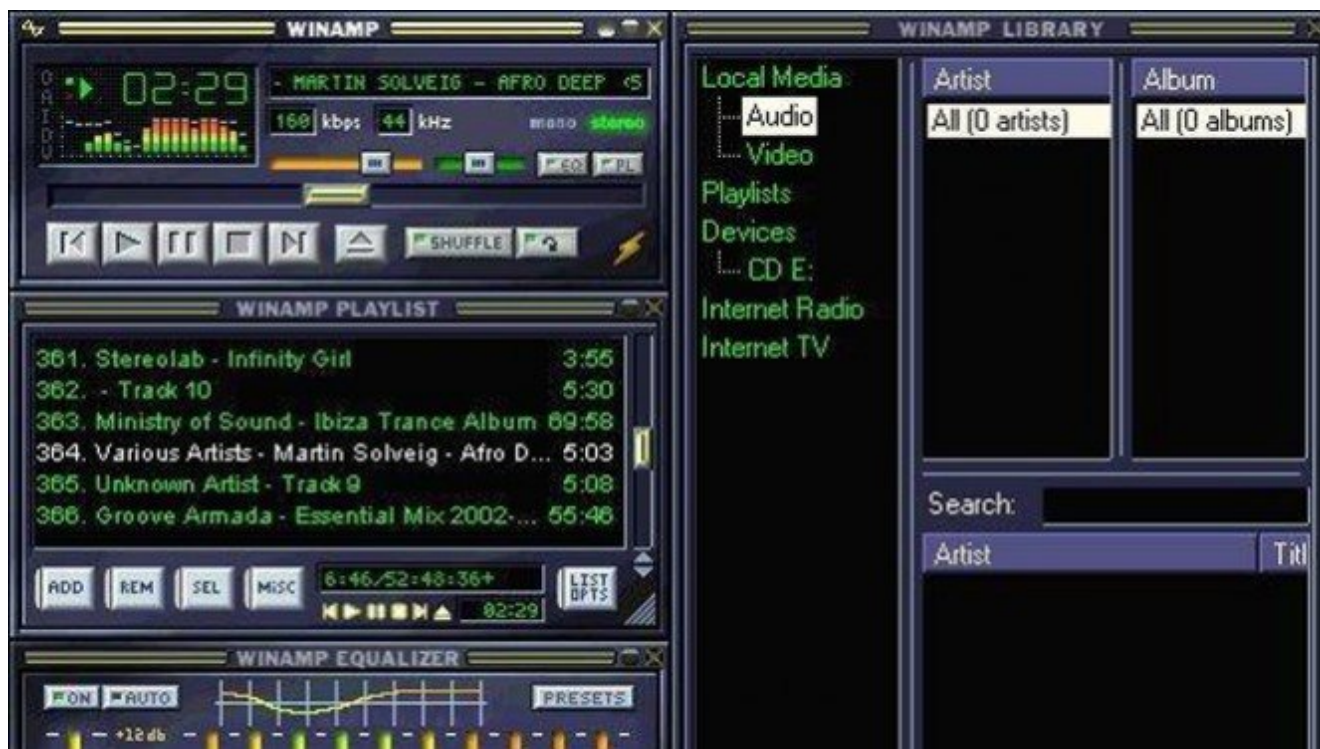 WINAMP
O A I D V
02:29
- MARTIN SOLVEIG - AFRO DEEP <5
160 kbps 44 kHz mono stereo
EQ PL
SHUFFLE
WINAMP PLAYLIST
361. Stereolab - Infinity Girl 3:55
362. - Track 10 5:30
363. Ministry of Sound - Ibiza Trance Album 69:58
364. Various Artists - Martin Solveig - Afro D... 5:03
365. Unknown Artist - Track 9 5:08
366. Groove Armada - Essential Mix 2002-... 55:46
ADD REM SEL MISC
6:46/52:48:36+
02:29
LIST
OPTS
WINAMP EQUALIZER
ON AUTO PRESETS
+12db
WINAMP LIBRARY
Local Media
Audio
Video
Playlists
Devices
CD E:
Internet Radio
Internet TV
Artist Album
All (0 artists) All (0 albums)
Search:
Artist Titl